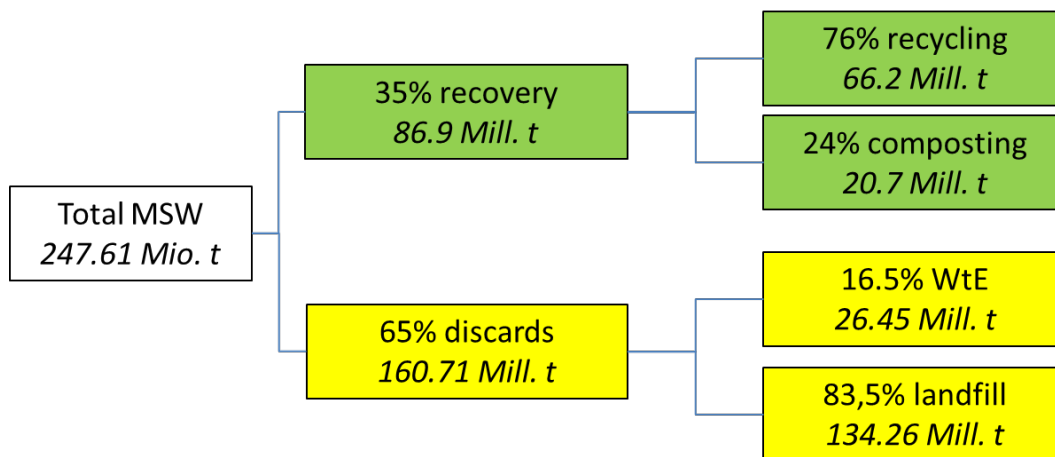 Total MSW
247.61 Mio. t
35% recovery
86.9 Mill. t
76% recycling
66.2 Mill. t
24% composting
20.7 Mill. t
65% discards
160.71 Mill. t
16.5% WtE
26.45 Mill. t
83,5% landfill
134.26 Mill. t